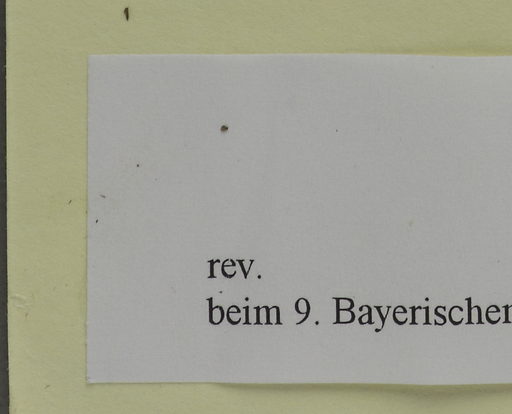 rev.
beim 9. Bayerischen